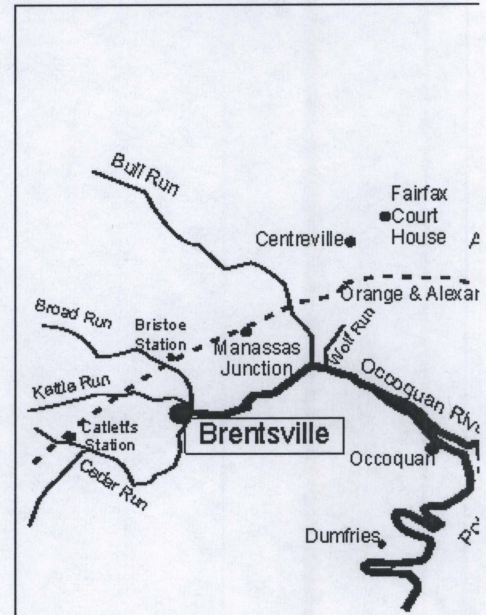 Bull Run
Fairfax
Court
House
Centreville
Orange & Alexan
Broad Run
Bristoe
Station
Manassas
Junction
Wolf Run
Kettle Run
Occoquan Rive
Catletts
Station
Brentsville
Occoquan
Cedar Run
Dumfries